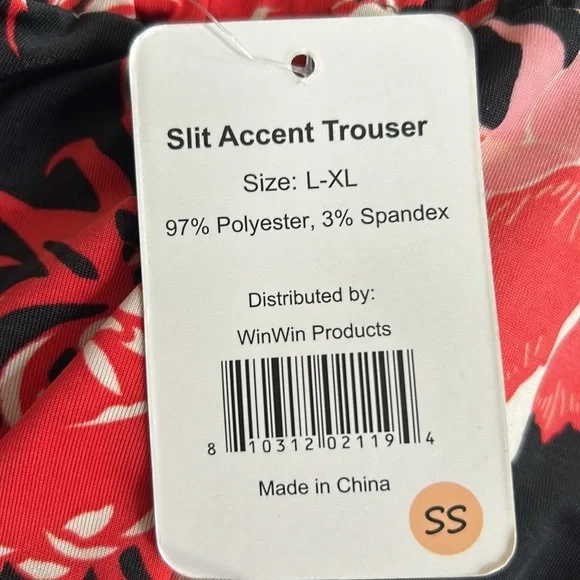 Slit Accent Trouser
Size: L-XL
97% Polyester, 3% Spandex
Distributed by:
WinWin Products
8 10312 02119 4
Made in China
SS